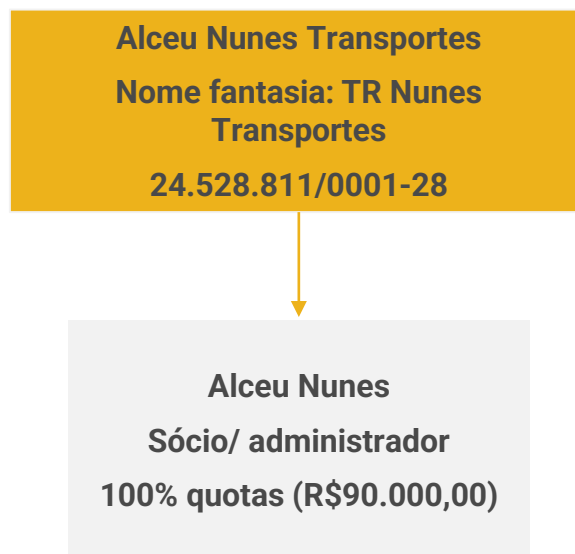 Alceu Nunes Transportes
Nome fantasia: TR Nunes
Transportes
24.528.811/0001-28
Alceu Nunes
Sócio/ administrador
100% quotas (R$90.000,00)